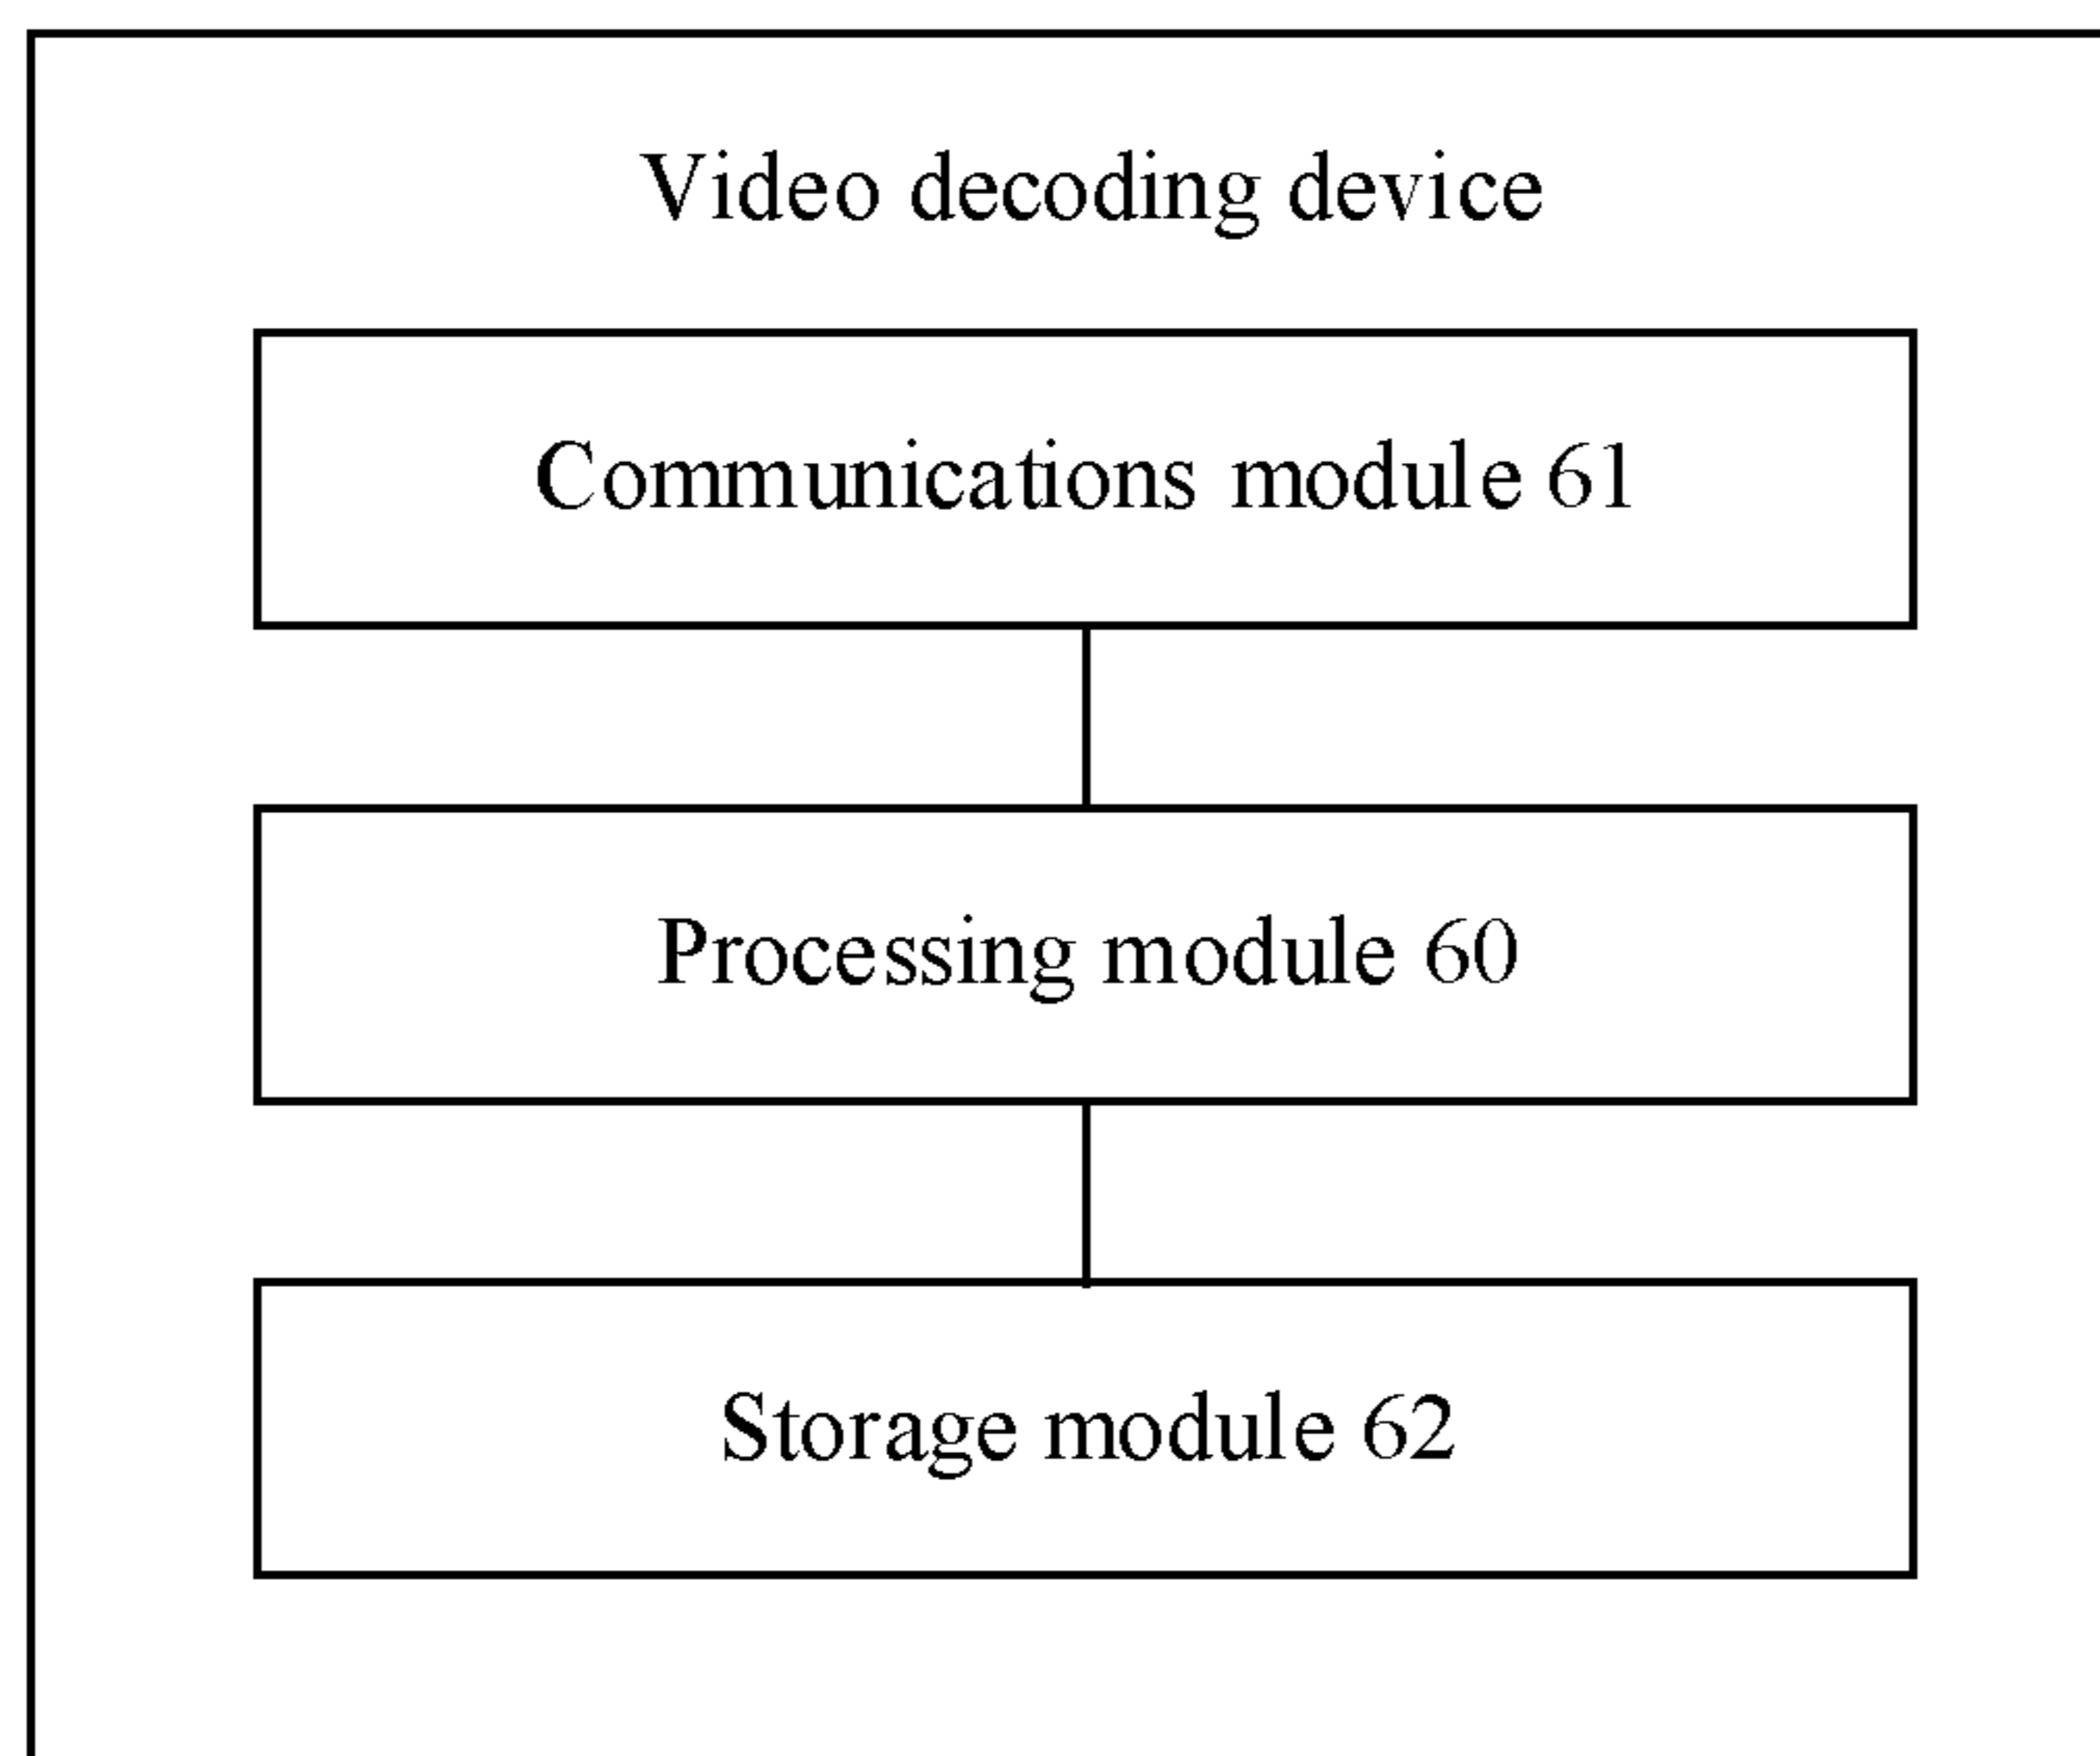 Video decoding device
Communications module 61
Processing module 60
Storage module 62